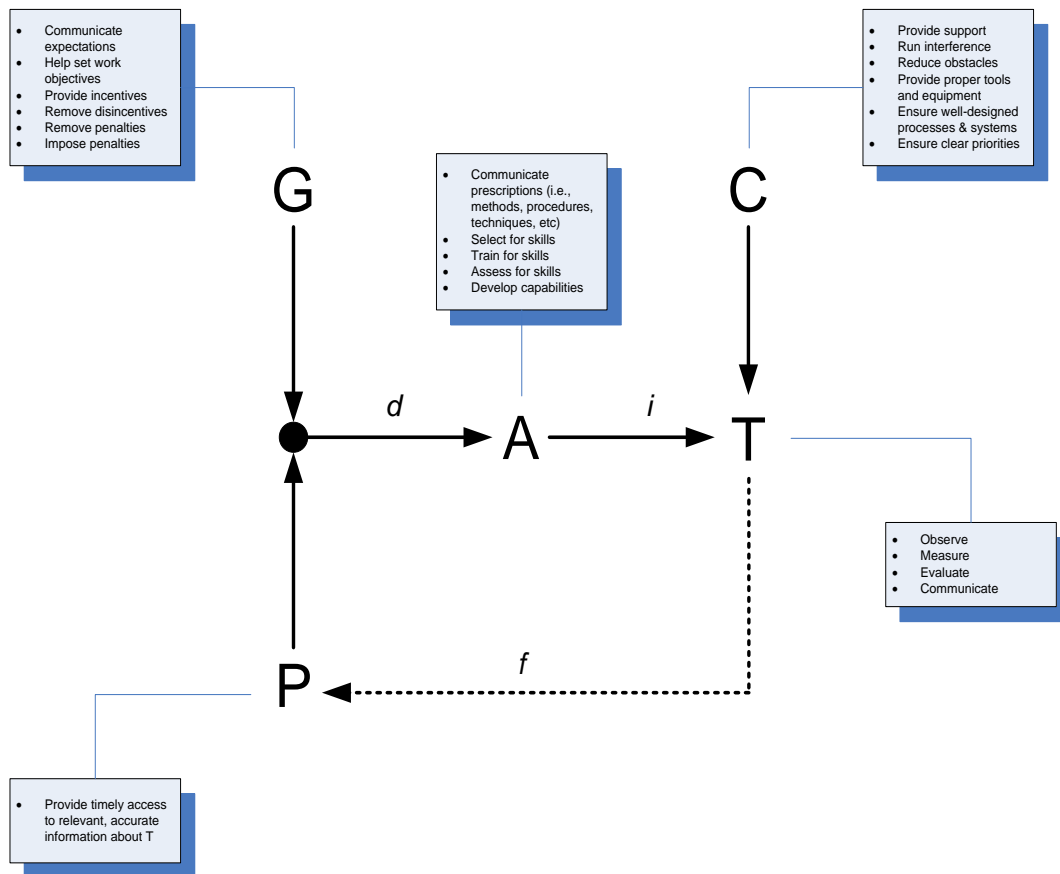 • Communicate
expectations
• Help set work
objectives
• Provide incentives
• Remove disincentives
• Remove penalties
• Impose penalties
• Provide support
• Run interference
• Reduce obstacles
• Provide proper tools
and equipment
• Ensure well-designed
processes & systems
• Ensure clear priorities
G
• Communicate
prescriptions (i.e.,
methods, procedures,
techniques, etc)
• Select for skills
• Train for skills
• Assess for skills
• Develop capabilities
C
d
A
i
T
• Observe
• Measure
• Evaluate
• Communicate
P
f
• Provide timely access
to relevant, accurate
information about T